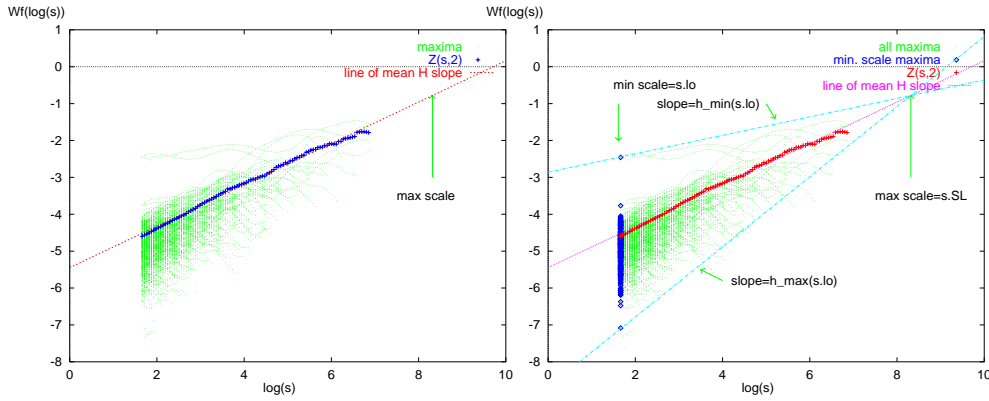 Wf(log(s))
1
0
-1
-2
-3
-4
-5
-6
-7
-8
0
2
4
6
8
10
log(s)
maxima
Z(s,2)
line of mean H slope
max scale
Wf(log(s))
1
0
-1
-2
-3
-4
-5
-6
-7
-8
0
2
4
6
8
10
log(s)
all maxima
min. scale maxima
Z(s,2)
line of mean H slope
min scale=s.lo
slope=h_min(s.lo)
max scale=s.SL
slope=h_max(s.lo)